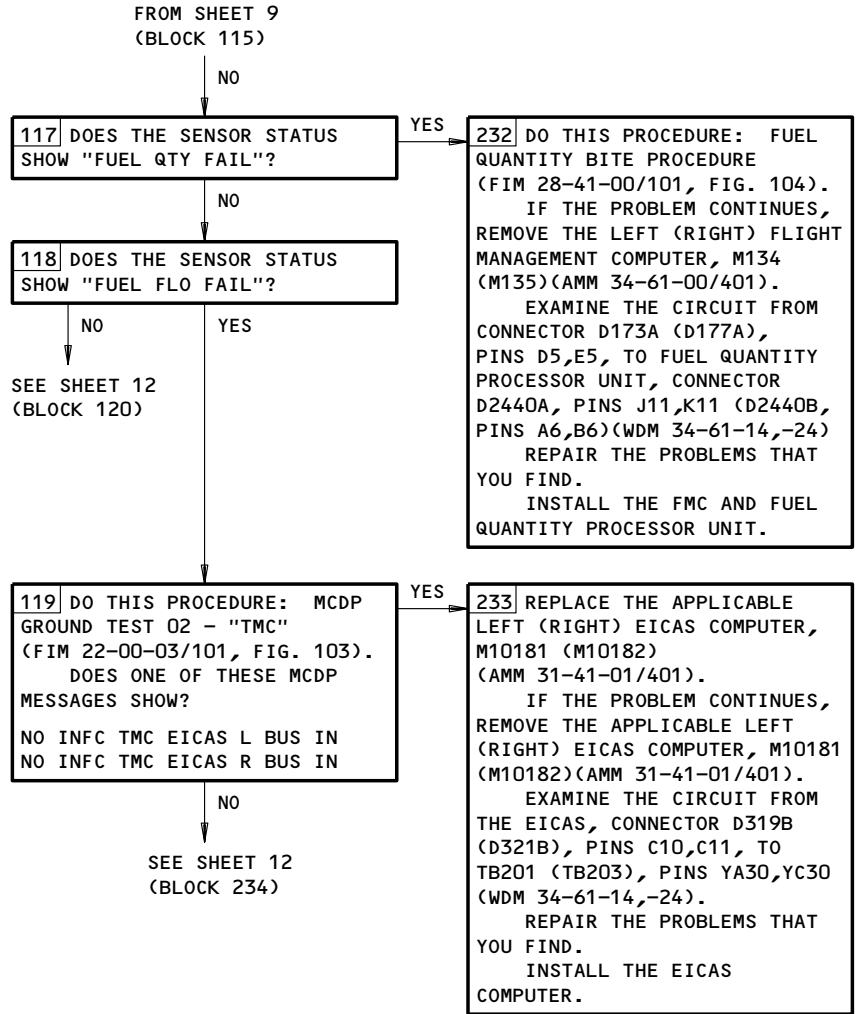 FROM SHEET 9
(BLOCK 115)
NO
117 DOES THE SENSOR STATUS
SHOW "FUEL QTY FAIL"?
YES
232 DO THIS PROCEDURE: FUEL
QUANTITY BITE PROCEDURE
(FIM 28-41-00/101, FIG. 104).
IF THE PROBLEM CONTINUES,
REMOVE THE LEFT (RIGHT) FLIGHT
MANAGEMENT COMPUTER, M134
(M135)(AMM 34-61-00/401).
EXAMINE THE CIRCUIT FROM
CONNECTOR D173A (D177A),
PINS D5,E5, TO FUEL QUANTITY
PROCESSOR UNIT, CONNECTOR
D2440A, PINS J11,K11 (D2440B,
PINS A6,B6)(WDM 34-61-14,-24)
REPAIR THE PROBLEMS THAT
YOU FIND.
INSTALL THE FMC AND FUEL
QUANTITY PROCESSOR UNIT.
NO
118 DOES THE SENSOR STATUS
SHOW "FUEL FLO FAIL"?
NO
YES
SEE SHEET 12
(BLOCK 120)
119 DO THIS PROCEDURE: MCDP
GROUND TEST 02 - "TMC"
(FIM 22-00-03/101, FIG. 103).
DOES ONE OF THESE MCDP
MESSAGES SHOW?
NO INFC TMC EICAS L BUS IN
NO INFC TMC EICAS R BUS IN
YES
233 REPLACE THE APPLICABLE
LEFT (RIGHT) EICAS COMPUTER,
M10181 (M10182)
(AMM 31-41-01/401).
IF THE PROBLEM CONTINUES,
REMOVE THE APPLICABLE LEFT
(RIGHT) EICAS COMPUTER, M10181
(M10182)(AMM 31-41-01/401).
EXAMINE THE CIRCUIT FROM
THE EICAS, CONNECTOR D319B
(D321B), PINS C10,C11, TO
TB201 (TB203), PINS YA30,YC30
(WDM 34-61-14,-24).
REPAIR THE PROBLEMS THAT
YOU FIND.
INSTALL THE EICAS
COMPUTER.
NO
SEE SHEET 12
(BLOCK 234)